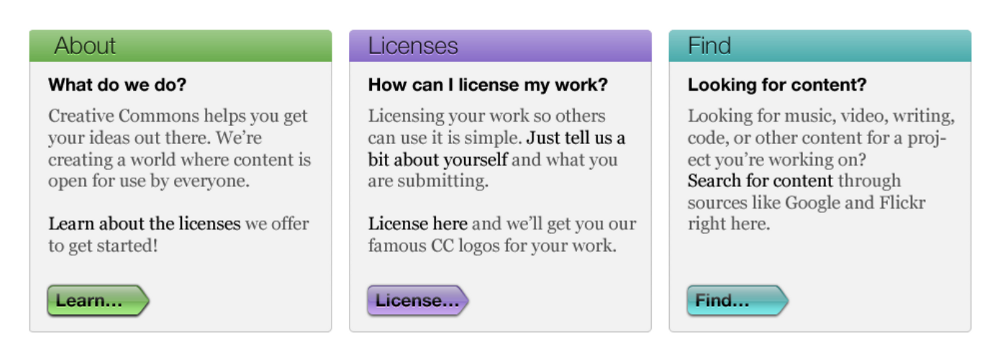 About
What do we do?
Creative Commons helps you get
your ideas out there. We’re
creating a world where content is
open for use by everyone.
Learn about the licenses we offer
to get started!
Learn...
Licenses
How can I license my work?
Licensing your work so others
can use it is simple. Just tell us a
bit about yourself and what you
are submitting.
License here and we’ll get you our
famous CC logos for your work.
License...
Find
Looking for content?
Looking for music, video, writing,
code, or other content for a proj-
ect you’re working on?
Search for content through
sources like Google and Flickr
right here.
Find...